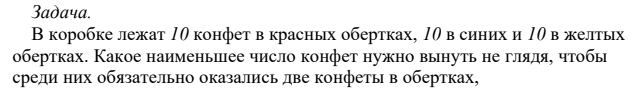 Задача.
В коробке лежат 10 конфет в красных обертках, 10 в синих и 10 в желтых
обертках. Какое наименьшее число конфет нужно вынуть не глядя, чтобы
среди них обязательно оказались две конфеты в обертках,